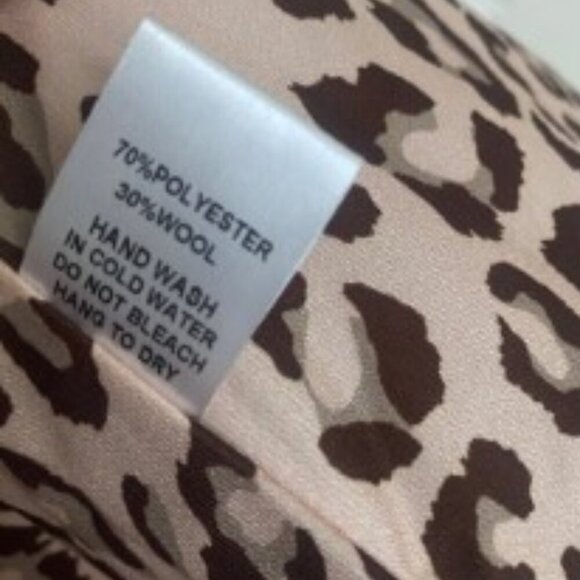 70%POLYESTER
30%WOOL
HAND WASH
IN COLD WATER
DO NOT BLEACH
HANG TO DRY